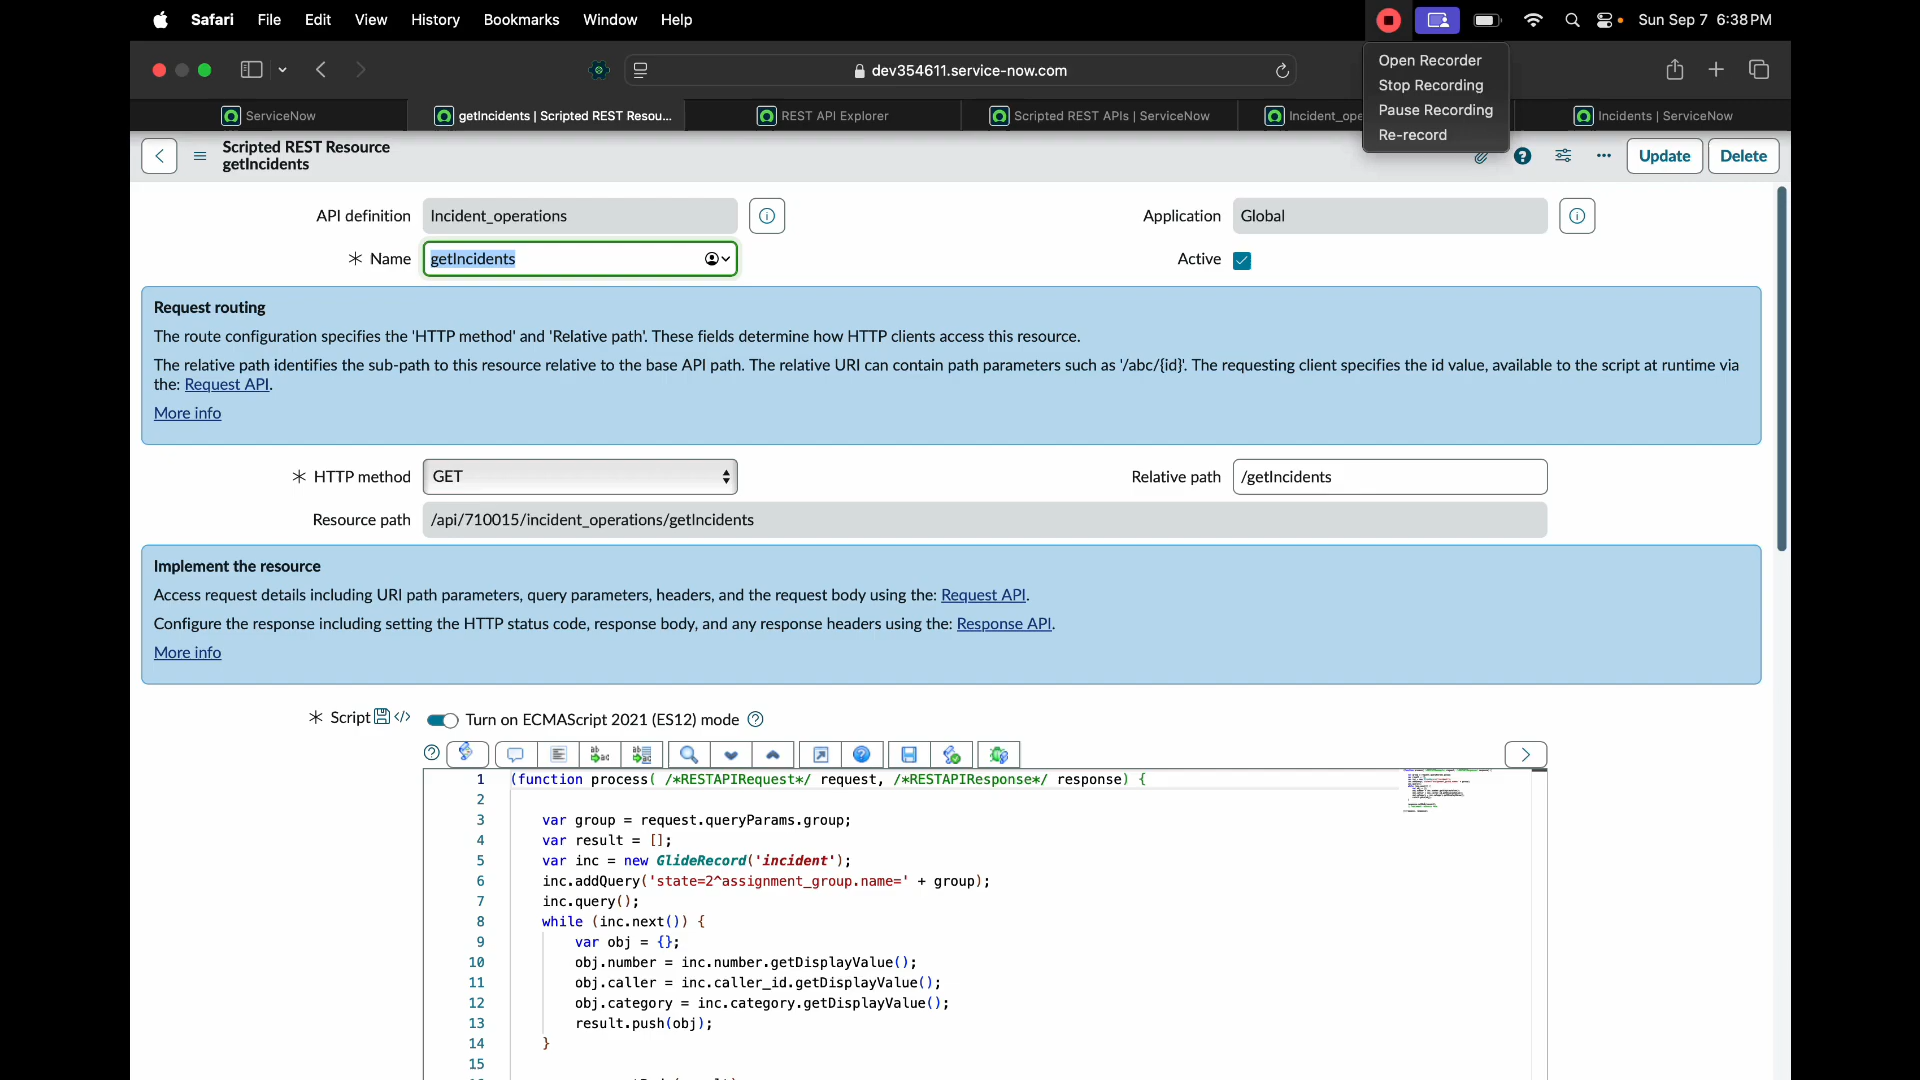 Safari File Edit View History Bookmarks Window Help Sun Sep 7 6:38 PM
Open Recorder
Stop Recording
Pause Recording
Re-record
dev354611.service-now.com
ServiceNow
getIncidents | Scripted REST Resou...
REST API Explorer
Scripted REST APIs | ServiceNow
Incident_ope
Incidents | ServiceNow
Scripted REST Resource
getIncidents
Update
Delete
API definition Incident_operations
Application Global
Name getIncidents
Active
Request routing
The route configuration specifies the 'HTTP method' and 'Relative path'. These fields determine how HTTP clients access this resource.
The relative path identifies the sub-path to this resource relative to the base API path. The relative URI can contain path parameters such as '/abc/{id}'. The requesting client specifies the id value, available to the script at runtime via
the: Request API.
More info
HTTP method GET
Relative path /getIncidents
Resource path /api/710015/incident_operations/getIncidents
Implement the resource
Access request details including URI path parameters, query parameters, headers, and the request body using the: Request API.
Configure the response including setting the HTTP status code, response body, and any response headers using the: Response API.
More info
Script </> Turn on ECMAScript 2021 (ES12) mode
1 (function process( /*RESTAPIRequest*/ request, /*RESTAPIResponse*/ response) {
2
3 var group = request.queryParams.group;
4 var result = [];
5 var inc = new GlideRecord('incident');
6 inc.addQuery('state=2^assignment_group.name=' + group);
7 inc.query();
8 while (inc.next()) {
9 var obj = {};
10 obj.number = inc.number.getDisplayValue();
11 obj.caller = inc.caller_id.getDisplayValue();
12 obj.category = inc.category.getDisplayValue();
13 result.push(obj);
14 }
15